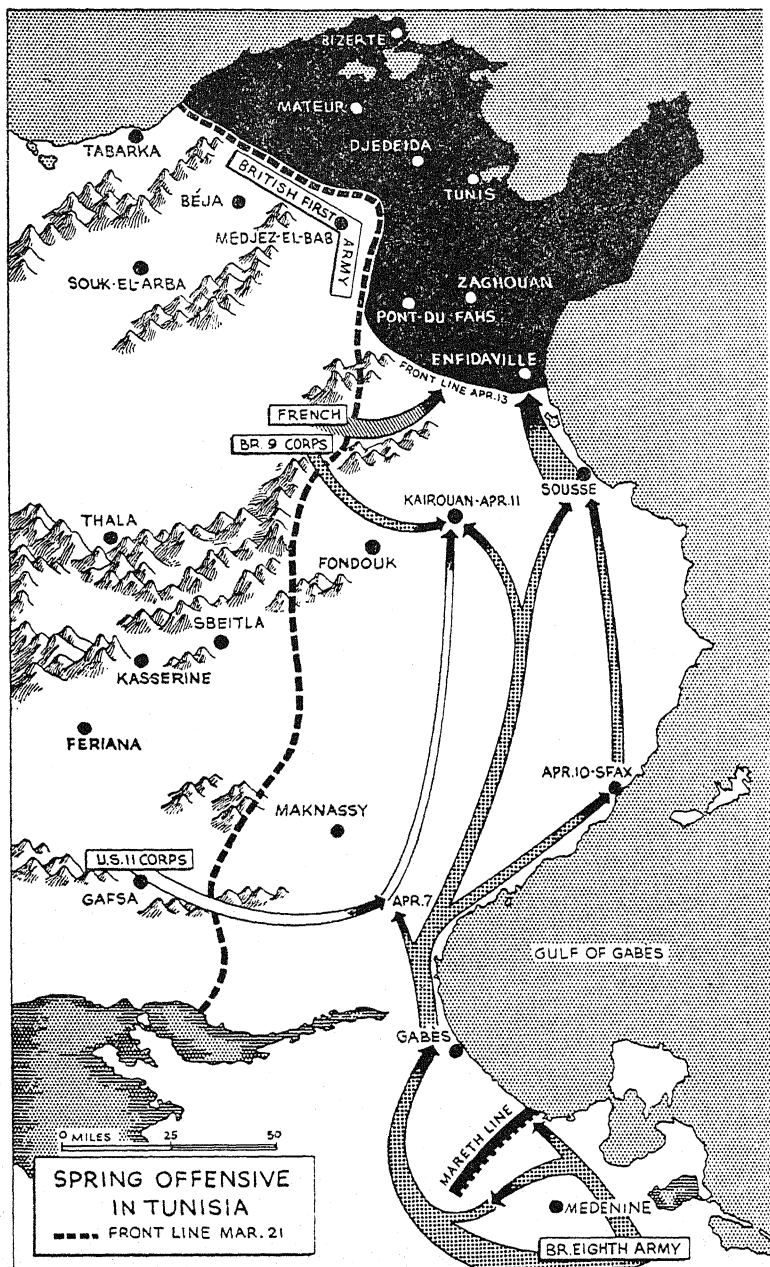 BIZERTE
MATEUR
DJEDEIDA
TABARKA
TUNIS
BRITISH FIRST
ARMY
BÉJA
MEDJEZ-EL-BAB
SOUK-EL-ARBA
ZAGHOUAN
PONT-DU-FAHS
ENFIDAVILLE
FRONT LINE APR.13
FRENCH
BR. 9 CORPS
SOUSSE
KAIROUAN-APR.11
THALA
FONDOUK
SBEITLA
KASSERINE
FERIANA
APR.10-SFAX
MAKNASSY
U.S.11 CORPS
GAFSA
APR.7
GULF OF GABÈS
GABÈS
MARETH LINE
0 MILES 25 50
SPRING OFFENSIVE
IN TUNISIA
FRONT LINE MAR. 21
MEDENINE
BR. EIGHTH ARMY